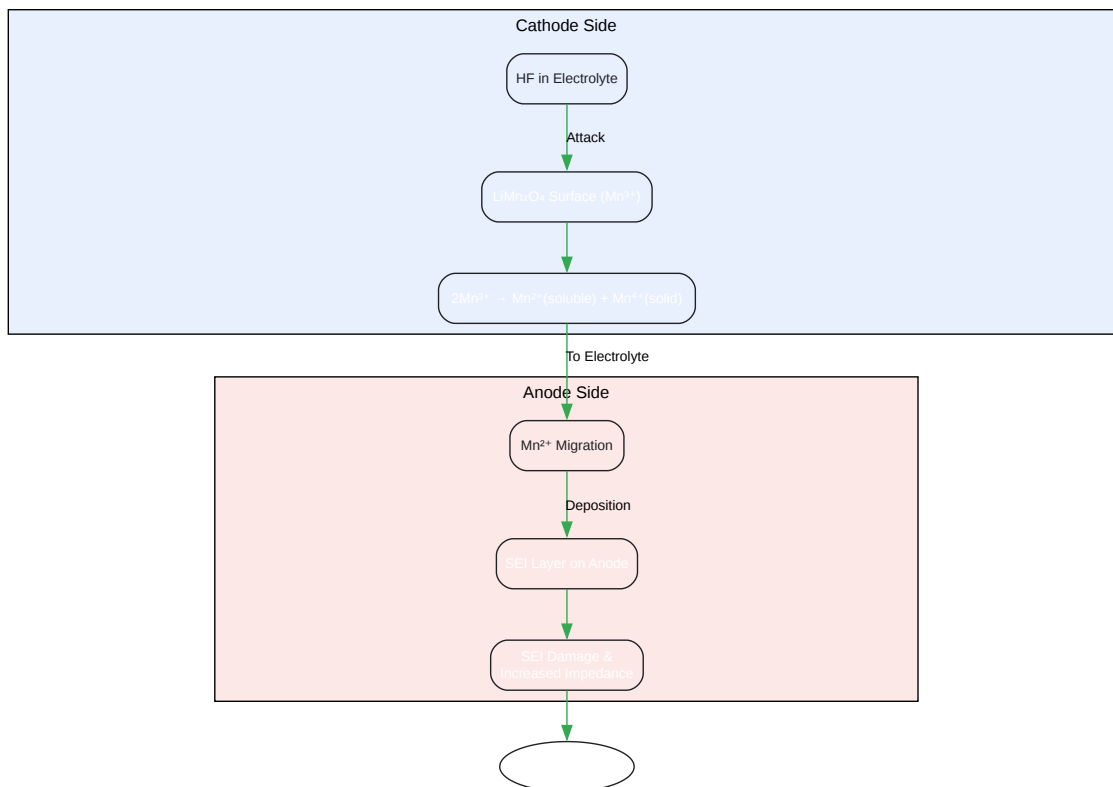 Cathode Side
HF in Electrolyte
Attack
LiMn₂O₄ Surface (Mn³⁺)
2Mn³⁺ → Mn²⁺(soluble) + Mn⁴⁺(solid)
To Electrolyte
Anode Side
Mn²⁺ Migration
Deposition
SEI Layer on Anode
SEI Damage &
Increased Impedance